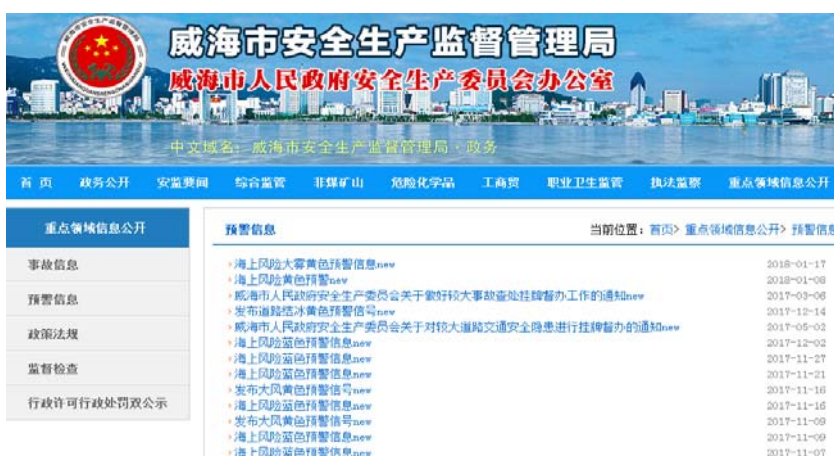 威海市安全生产监督管理局
威海市人民政府安全生产委员会办公室
中文域名：威海市安全生产监督管理局·政务
首 页 政务公开 安监要闻 综合监管 非煤矿山 危险化学品 工商贸 职业卫生监管 执法监察 重点领域信息公开
重点领域信息公开
事故信息
预警信息
政策法规
监督检查
行政许可行政处罚双公示
预警信息 当前位置：首页> 重点领域信息公开> 预警信息
海上风险大雾黄色预警信息new 2018-01-17
海上风险黄色预警new 2018-01-08
威海市人民政府安全生产委员会关于做好较大事故查处挂牌督办工作的通知new 2017-03-06
发布道路结冰黄色预警信号new 2017-12-14
威海市人民政府安全生产委员会关于对较大道路交通安全隐患进行挂牌督办的通知new 2017-05-02
海上风险蓝色预警信息new 2017-12-02
海上风险蓝色预警信息new 2017-11-27
海上风险蓝色预警信息new 2017-11-21
发布大风黄色预警信号new 2017-11-16
海上风险蓝色预警信息new 2017-11-16
发布大风黄色预警信号new 2017-11-09
海上风险蓝色预警信息new 2017-11-09
海上风险蓝色预警信息new 2017-11-07